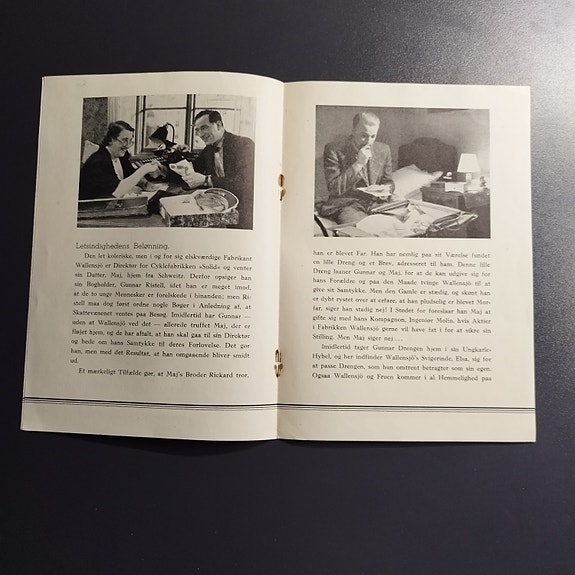 Letsindighedens Belønning.
Den let koleriske, men i og for sig elskværdige Fabrikant
Wallensjö er Direktør for Cyklefabrikken »Solid« og venter
sin Datter, Maj, hjem fra Schweitz. Derfor opsøger han
sin Bogholder, Gunnar Ristell, idet han er meget imod,
at de to unge Mennesker er forelskede i hinanden; men Ri-
stell maa dog først ordne nogle Bøger i Anledning af, at
Skattevæsenet ventes paa Besøg. Imidlertid har Gunnar —
uden at Wallensjö ved det — allerede truffet Maj, der er
fløjet hjem, og de har aftalt, at han skal gaa til sin Direktør
og bede om hans Samtykke til deres Forlovelse. Det gør
han, men med det Resultat, at han omgaaende bliver smidt
ud.
Et mærkeligt Tilfælde gør, at Maj's Broder Rickard tror,
han er blevet Far. Han har nemlig paa sit Værelse fundet
en lille Dreng og et Brev, adresseret til ham. Denne lille
Dreng laaner Gunnar og Maj, for at de kan udgive sig for
hans Forældre og paa den Maade tvinge Wallensjö til at
give sit Samtykke. Men den Gamle er stædig, og skønt han
er dybt rystet over at erfare, at han pludselig er blevet Mor-
far, siger han stadig nej! I Stedet for foreslaar han Maj at
gifte sig med hans Kompagnon, Ingeniør Molin, hvis Aktier
i Fabrikken Wallensjö gerne vil have fat i for at sikre sin
Stilling. Men Maj siger nej...
Imidlertid tager Gunnar Drengen hjem i sin Ungkarle-
Hybel, og her indfinder Wallensjö's Svigerinde, Elsa, sig for
at passe Drengen, som hun omtrent betragter som sin egen.
Ogsaa Wallensjö og Fruen kommer i al Hemmelighed paa